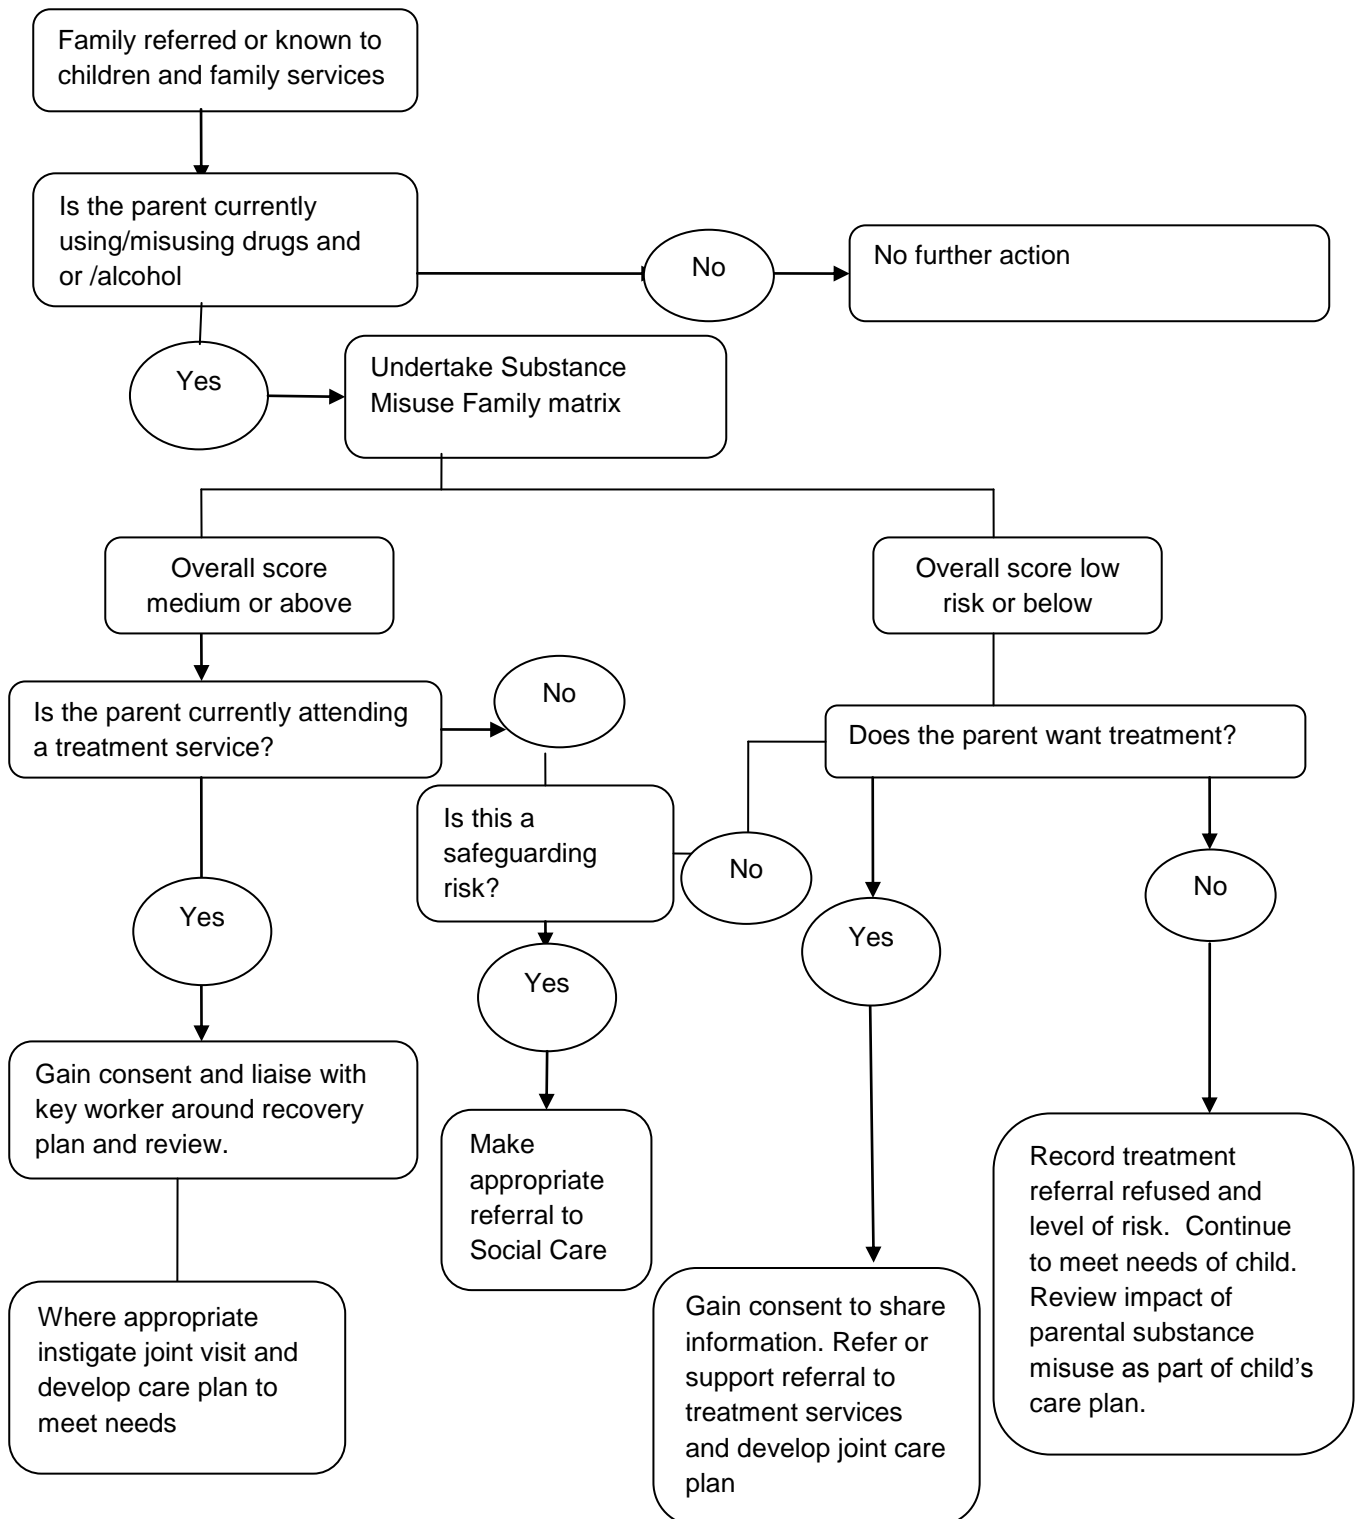 Family referred or known to
children and family services
Is the parent currently
using/misusing drugs and
or /alcohol
No
No further action
Yes
Undertake Substance
Misuse Family matrix
Overall score
medium or above
Overall score low
risk or below
Is the parent currently attending
a treatment service?
No
Does the parent want treatment?
Is this a
safeguarding
risk?
No
No
Yes
Yes
Yes
Gain consent and liaise with
key worker around recovery
plan and review.
Make
appropriate
referral to
Social Care
Record treatment
referral refused and
level of risk.  Continue
to meet needs of child.
Review impact of
parental substance
misuse as part of child’s
care plan.
Where appropriate
instigate joint visit and
develop care plan to
meet needs
Gain consent to share
information. Refer or
support referral to
treatment services
and develop joint care
plan